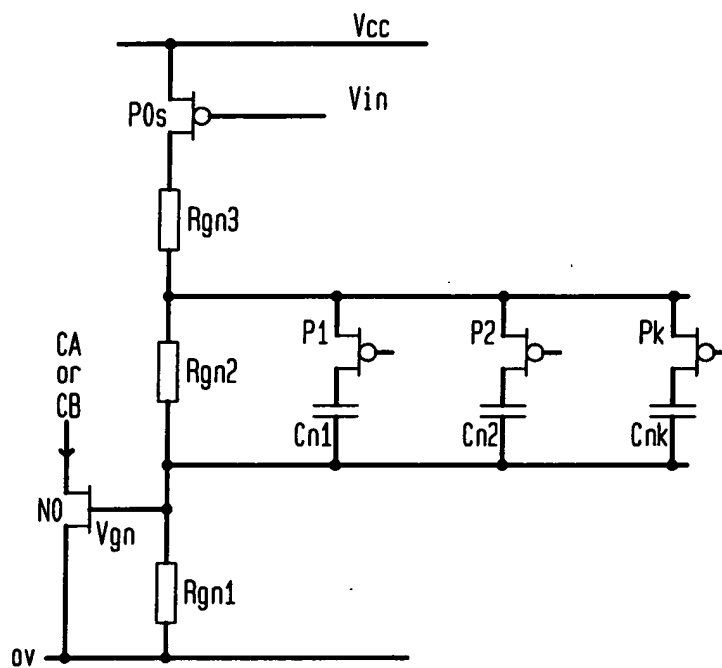 Vcc
P0s
Vin
Rgn3
CA
or
CB
Rgn2
P1
P2
Pk
Cn1
Cn2
Cnk
N0
Vgn
Rgn1
0V